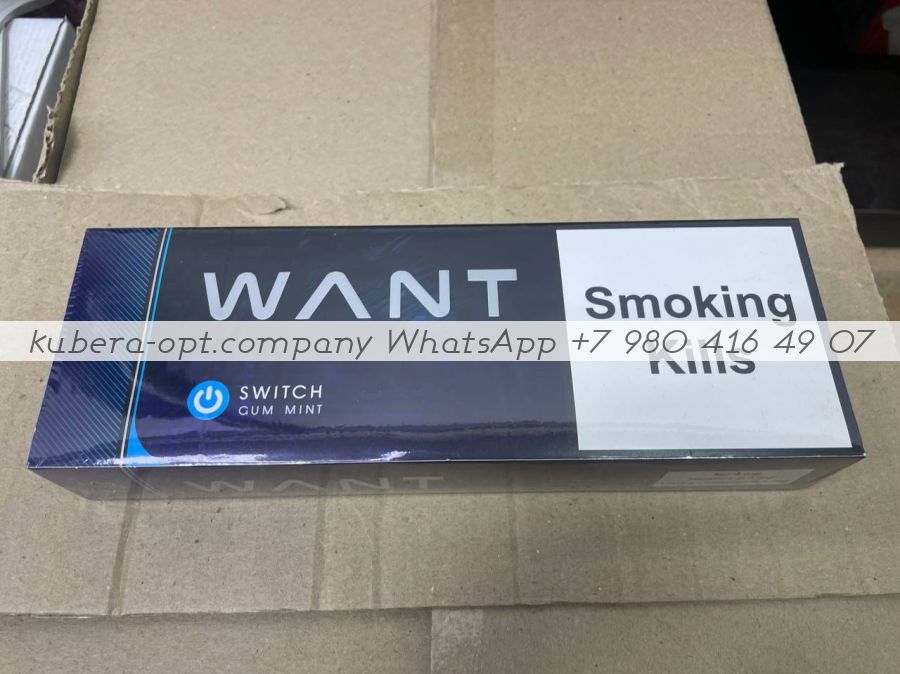 WANT
Smoking
Kills
kubera-opt.company WhatsApp +7 980 416 49 07
SWITCH
GUM MINT
WANT